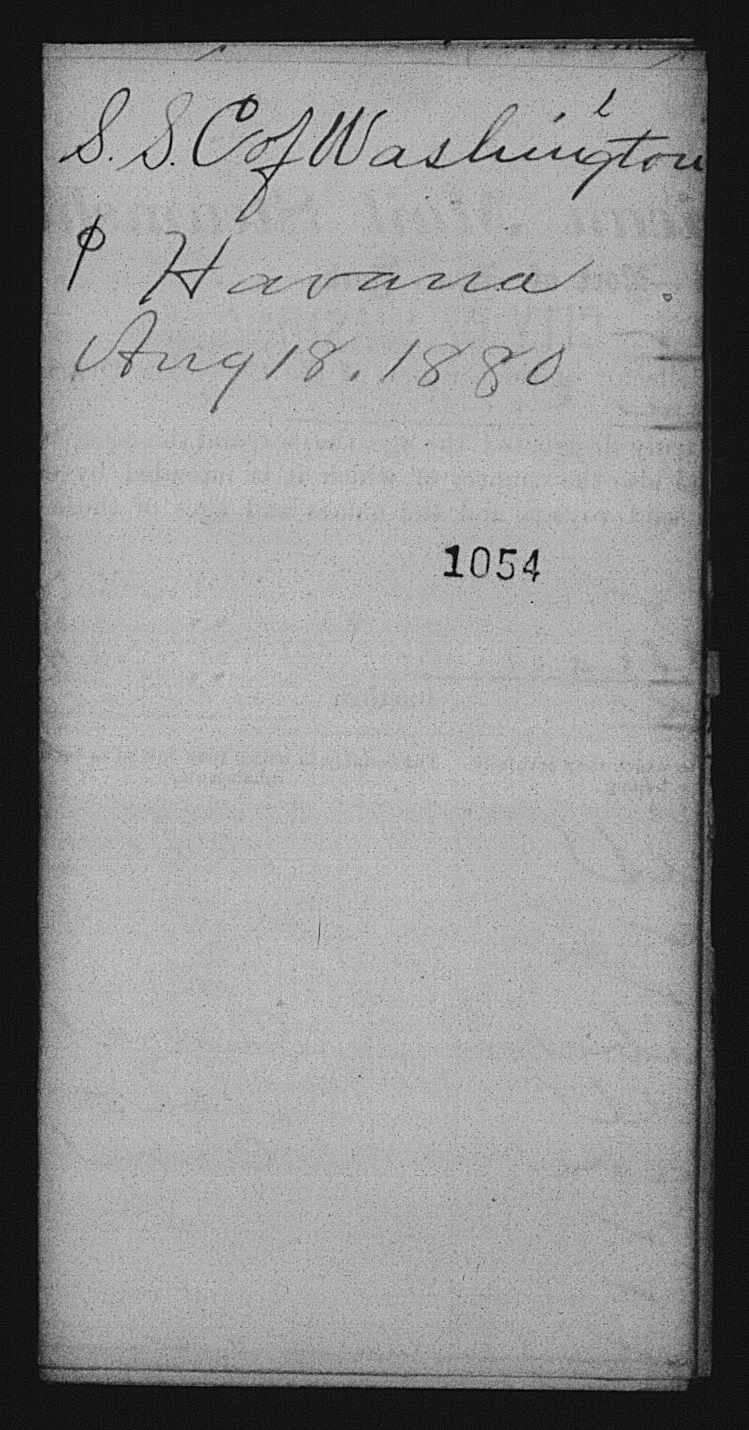 S. S. C of Washington
P Havana
Aug 18. 1880
1054